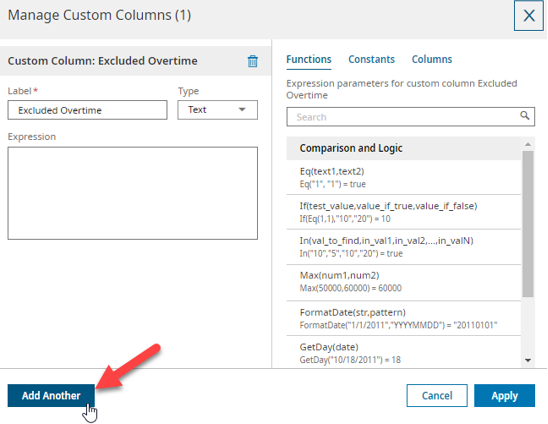 Manage Custom Columns (1)
Custom Column: Excluded Overtime
Label*
Type
Excluded Overtime
Text
Expression
Functions
Constants
Columns
Expression parameters for custom column Excluded
Overtime
Search
Comparison and Logic
Eq(text1,text2)
Eq("1", "1") = true
If(test_value,value_if_true,value_if_false)
If(Eq(1,1),"10","20") = 10
In(val_to_find,in_val1,in_val2,...,in_valN)
In("10","5","10","20") = true
Max(num1,num2)
Max(50000,60000) = 60000
FormatDate(str,pattern)
FormatDate("1/1/2011","YYYYMMDD") = "20110101"
GetDay(date)
GetDay("10/18/2011") = 18
Add Another
Cancel
Apply